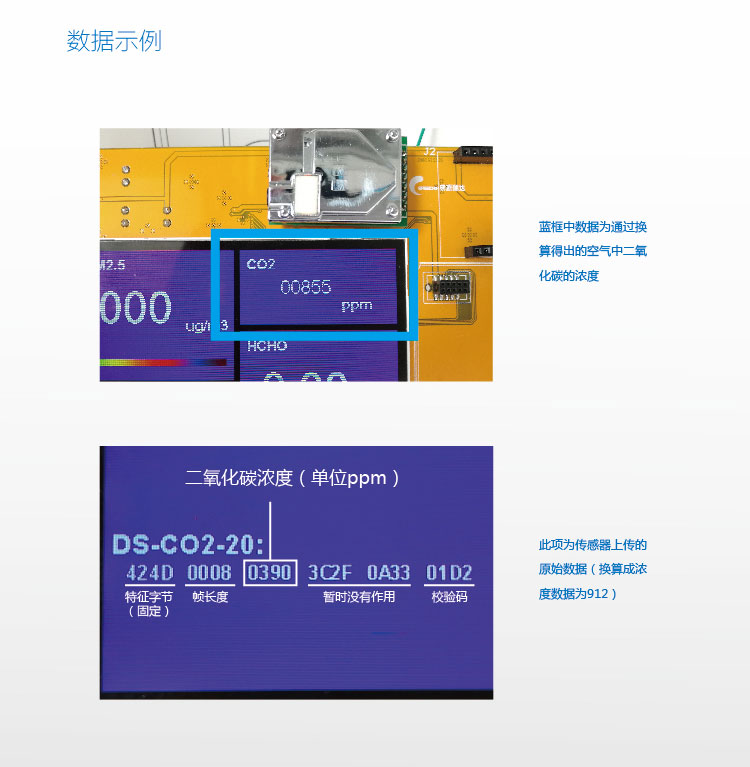 数据示例
J2
M2.5
000
ug/m3
CO2
00855
ppm
HCHO
蓝框中数据为通过换
算得出的空气中二氧
化碳的浓度
二氧化碳浓度（单位ppm）
DS-CO2-20:
424D 0008 0390 3C2F 0A33 01D2
特征字节 帧长度 暂时没有作用 校验码
（固定）
此项为传感器上传的
原始数据（换算成浓
度数据为912）